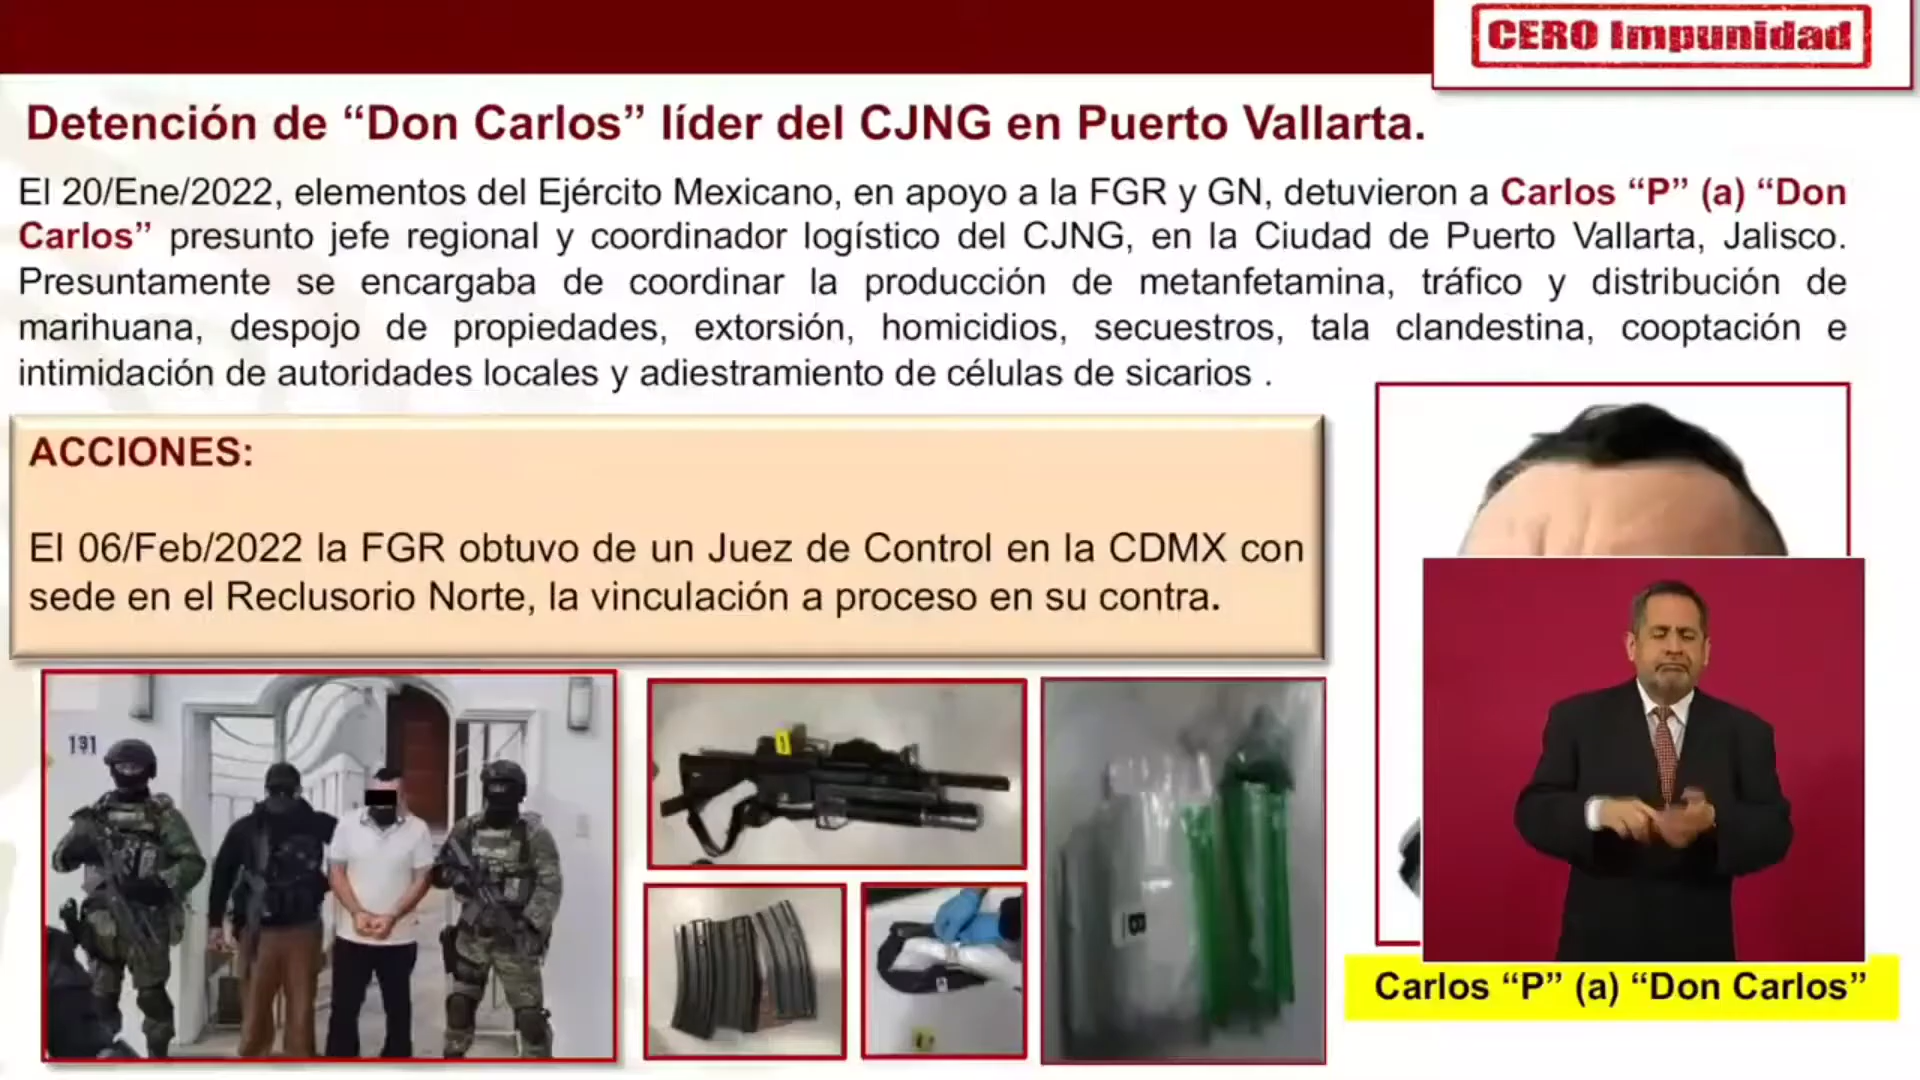 CERO Impunidad
Detención de “Don Carlos” líder del CJNG en Puerto Vallarta.
El 20/Ene/2022, elementos del Ejército Mexicano, en apoyo a la FGR y GN, detuvieron a Carlos “P” (a) “Don
Carlos” presunto jefe regional y coordinador logístico del CJNG, en la Ciudad de Puerto Vallarta, Jalisco.
Presuntamente se encargaba de coordinar la producción de metanfetamina, tráfico y distribución de
marihuana, despojo de propiedades, extorsión, homicidios, secuestros, tala clandestina, cooptación e
intimidación de autoridades locales y adiestramiento de células de sicarios .
ACCIONES:
El 06/Feb/2022 la FGR obtuvo de un Juez de Control en la CDMX con
sede en el Reclusorio Norte, la vinculación a proceso en su contra.
191
B
Carlos “P” (a) “Don Carlos”